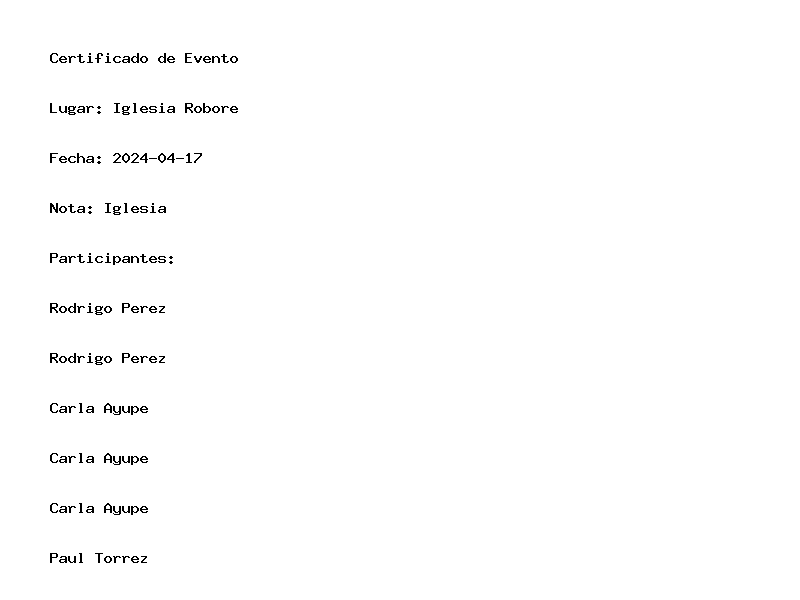 Certificado de Evento
Lugar: Iglesia Robore
Fecha: 2024-04-17
Nota: Iglesia
Participantes:
Rodrigo Perez
Rodrigo Perez
Carla Ayupe
Carla Ayupe
Carla Ayupe
Paul Torrez